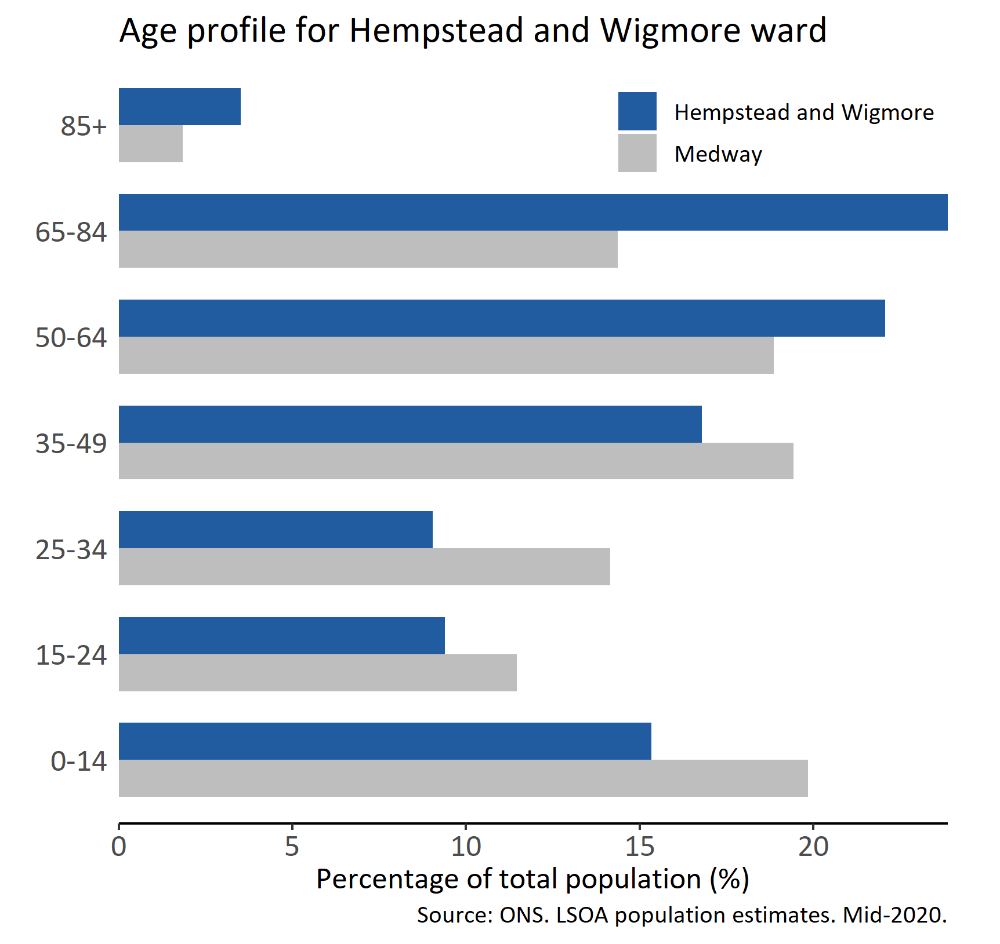 Age profile for Hempstead and Wigmore ward
Hempstead and Wigmore
Medway
85+
65-84
50-64
35-49
25-34
15-24
0-14
0 5 10 15 20
Percentage of total population (%)
Source: ONS. LSOA population estimates. Mid-2020.